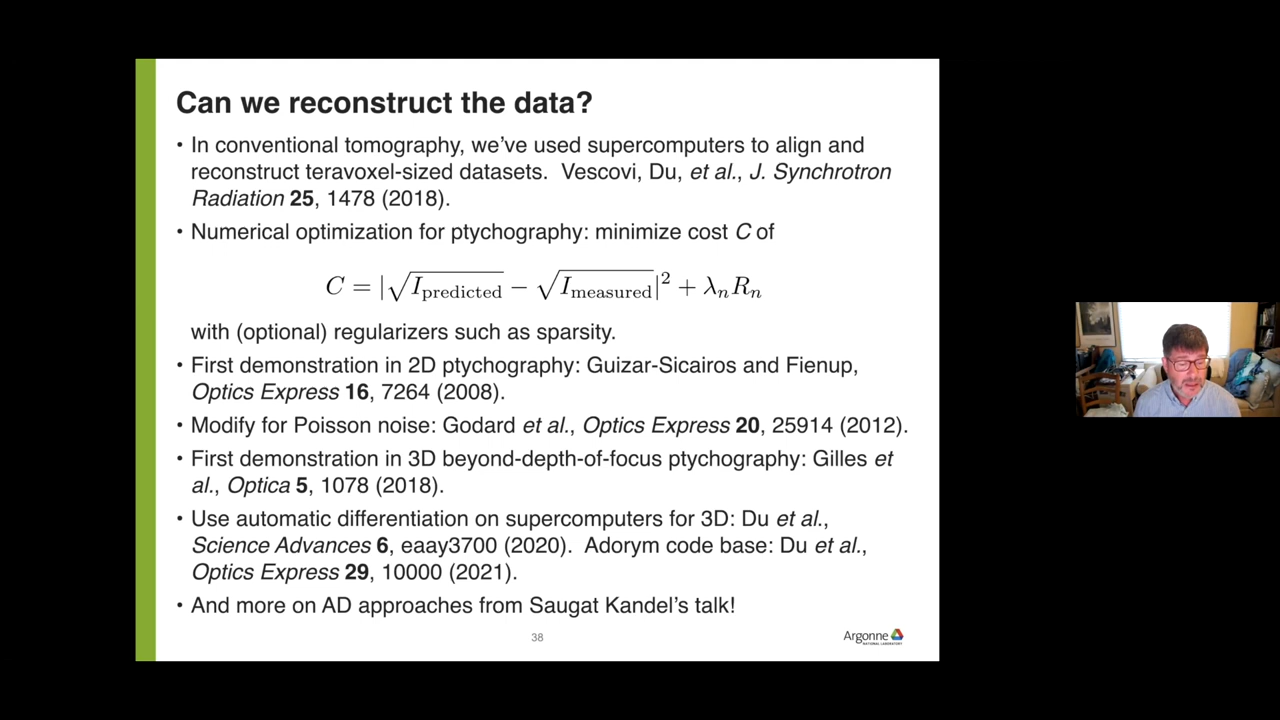 Can we reconstruct the data?
• In conventional tomography, we’ve used supercomputers to align and
reconstruct teravoxel-sized datasets.  Vescovi, Du, et al., J. Synchrotron
Radiation 25, 1478 (2018).
• Numerical optimization for ptychography: minimize cost C of
C = |√I_predicted − √I_measured|² + λ_n R_n
with (optional) regularizers such as sparsity.
• First demonstration in 2D ptychography: Guizar-Sicairos and Fienup,
Optics Express 16, 7264 (2008).
• Modify for Poisson noise: Godard et al., Optics Express 20, 25914 (2012).
• First demonstration in 3D beyond-depth-of-focus ptychography: Gilles et
al., Optica 5, 1078 (2018).
• Use automatic differentiation on supercomputers for 3D: Du et al.,
Science Advances 6, eaay3700 (2020).  Adorym code base: Du et al.,
Optics Express 29, 10000 (2021).
• And more on AD approaches from Saugat Kandel’s talk!
38
Argonne
NATIONAL LABORATORY